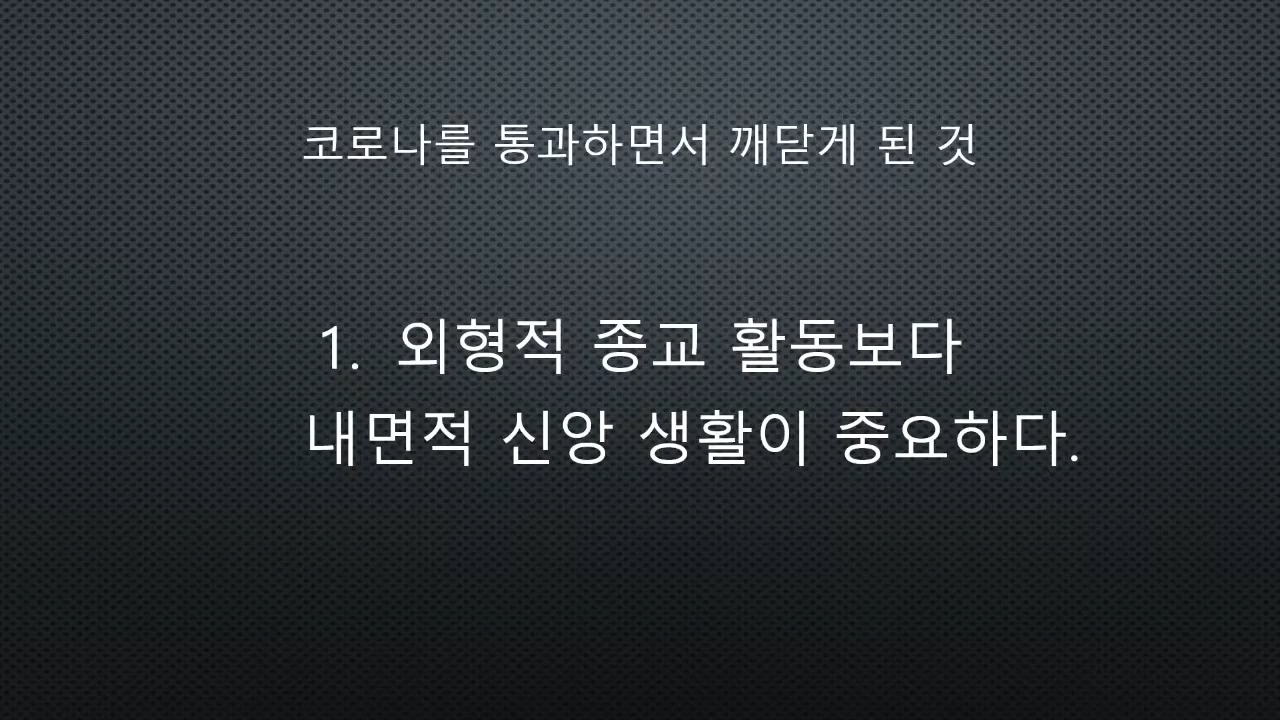 코로나를 통과하면서 깨닫게 된 것
1. 외형적 종교 활동보다
내면적 신앙 생활이 중요하다.